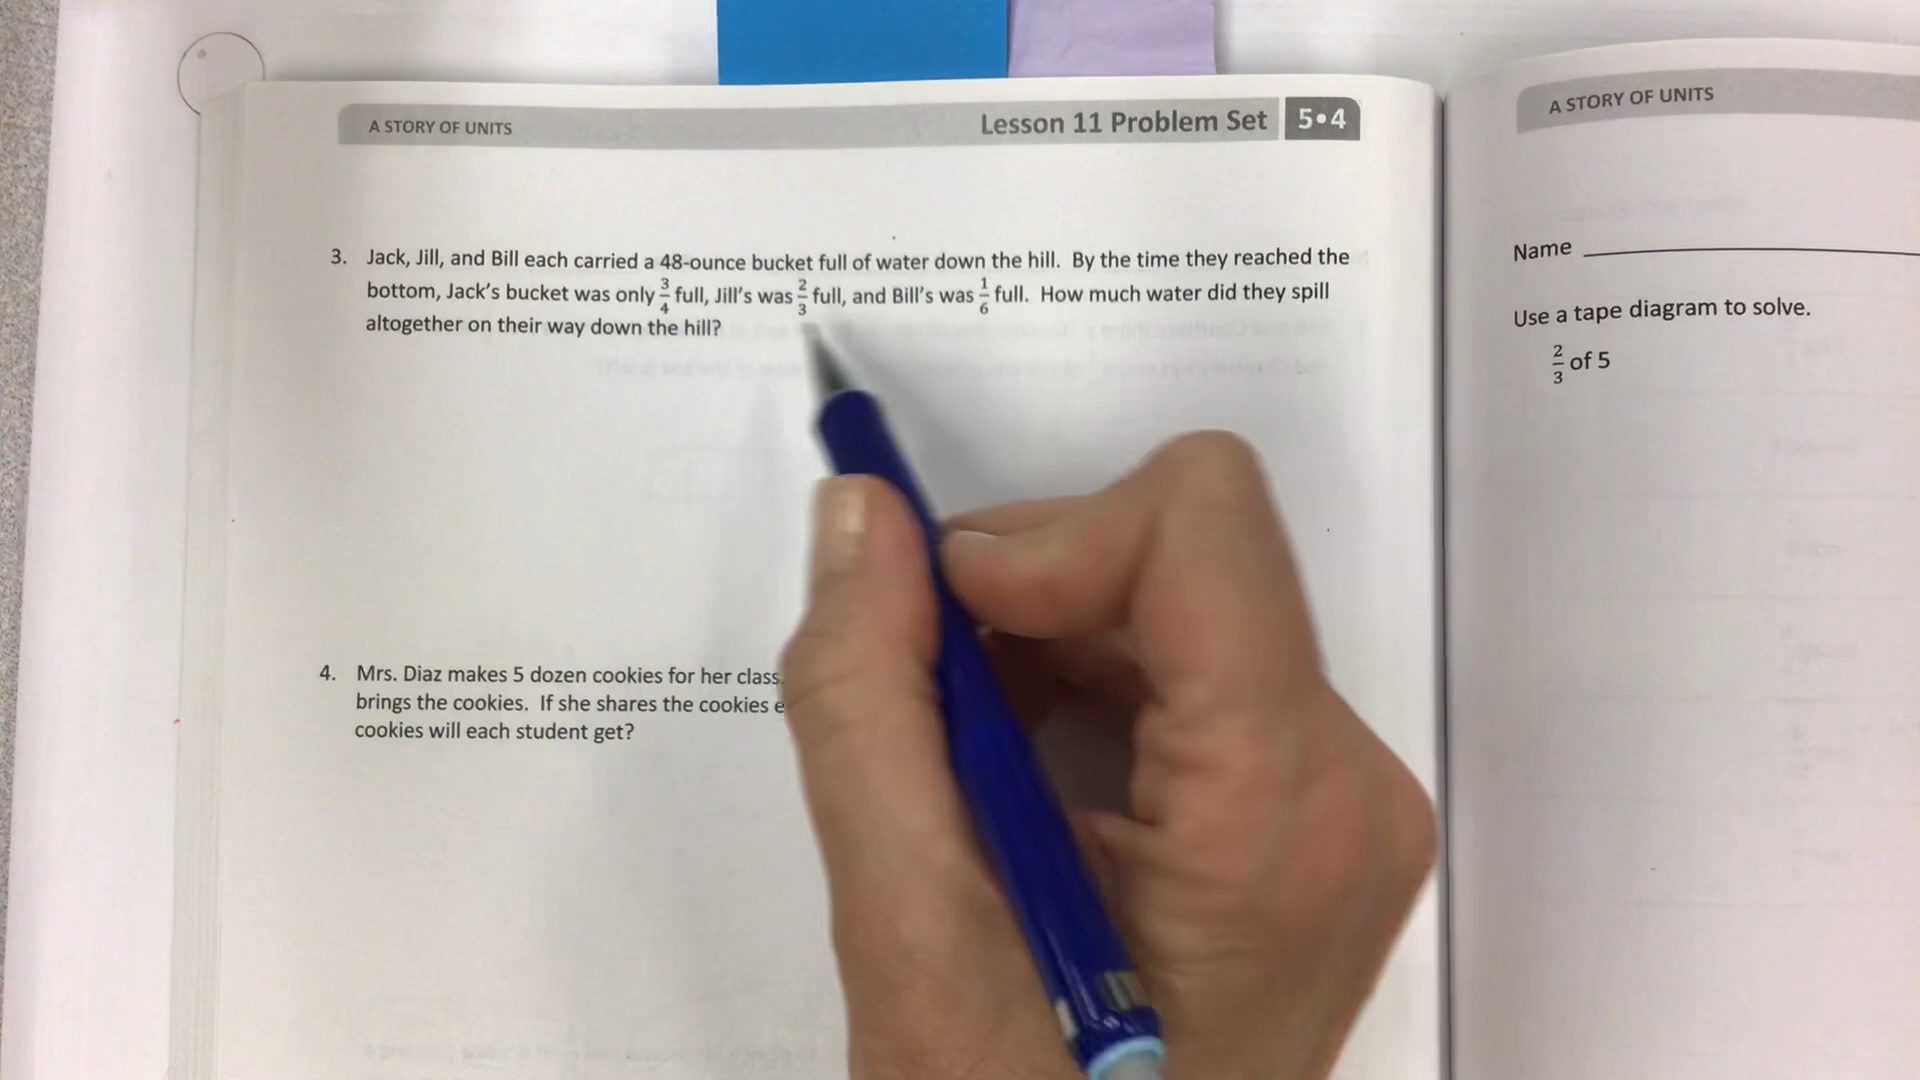 A STORY OF UNITS
Lesson 11 Problem Set 5•4
3. Jack, Jill, and Bill each carried a 48-ounce bucket full of water down the hill. By the time they reached the
bottom, Jack's bucket was only 3/4 full, Jill's was 2/3 full, and Bill's was 1/6 full. How much water did they spill
altogether on their way down the hill?
4. Mrs. Diaz makes 5 dozen cookies for her class.
brings the cookies. If she shares the cookies
cookies will each student get?
A STORY OF UNITS
Name
Use a tape diagram to solve.
2/3 of 5